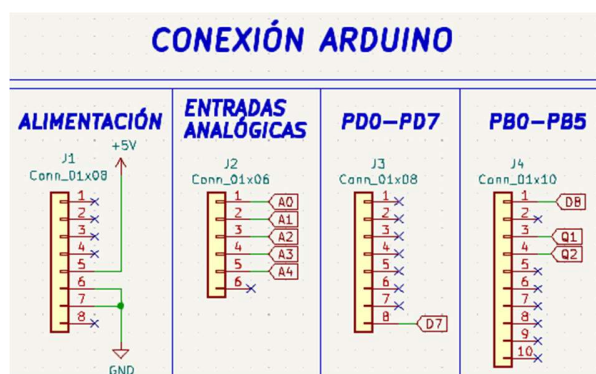 CONEXIÓN ARDUINO
ALIMENTACIÓN
J1
Conn_01x08
+5V
1
2
3
4
5
6
7
8
GND
ENTRADAS
ANALÓGICAS
J2
Conn_01x06
1 A0
2 A1
3 A2
4 A3
5 A4
6
PD0-PD7
J3
Conn_01x08
1
2
3
4
5
6
7
8 D7
PB0-PB5
J4
Conn_01x10
1 D8
2
3 Q1
4 Q2
5
6
7
8
9
10